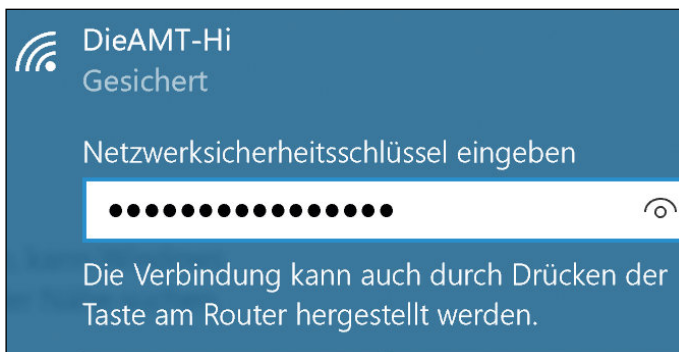 DieAMT-Hi
Gesichert
Netzwerksicherheitsschlüssel eingeben
••••••••••••••••
Die Verbindung kann auch durch Drücken der
Taste am Router hergestellt werden.